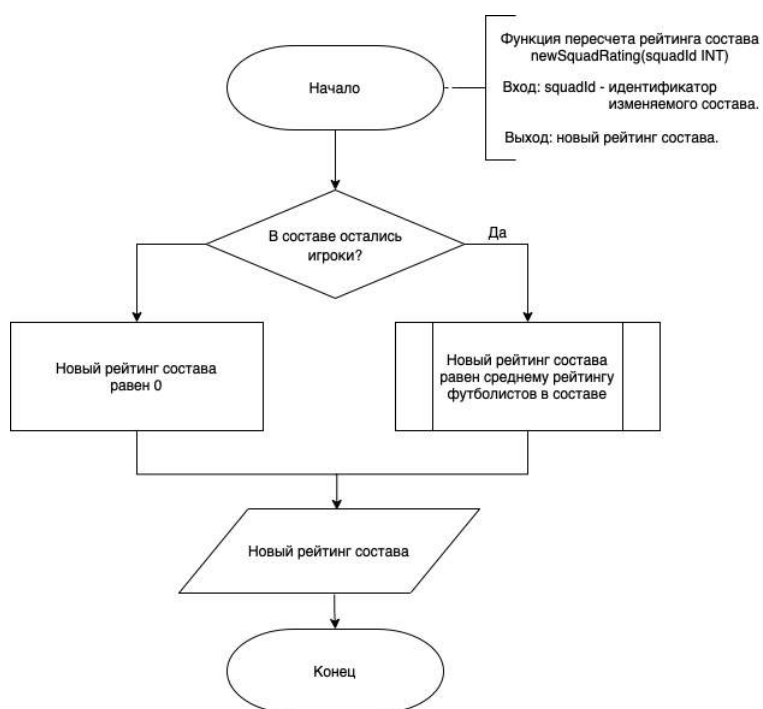 Функция пересчета рейтинга состава
newSquadRating(squadId INT)
Вход: squadId - идентификатор
изменяемого состава.
Выход: новый рейтинг состава.
Начало
В составе остались
игроки?
Да
Новый рейтинг состава
равен 0
Новый рейтинг состава
равен среднему рейтингу
футболистов в составе
Новый рейтинг состава
Конец